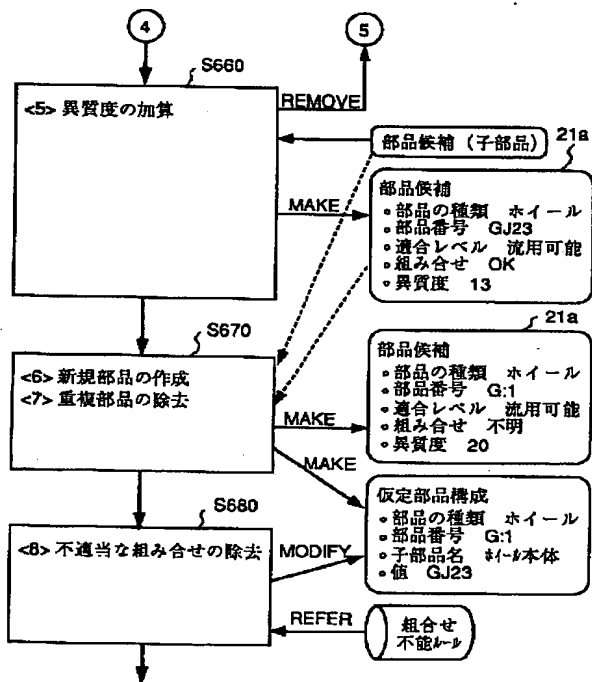 4
5
S660
<5> 異質度の加算
REMOVE
部品候補 (子部品)
21a
MAKE
部品候補
▫部品の種類 ホイール
▫部品番号 GJ23
▫適合レベル 流用可能
▫組み合せ OK
▫異質度 13
S670
21a
<6> 新規部品の作成
<7> 重複部品の除去
MAKE
MAKE
部品候補
▫部品の種類 ホイール
▫部品番号 G:1
▫適合レベル 流用可能
▫組み合せ 不明
▫異質度 20
S680
<8> 不適当な組み合せの除去
MODIFY
仮定部品構成
▫部品の種類 ホイール
▫部品番号 G:1
▫子部品名 ホイール本体
▫値 GJ23
REFER
組合せ
不能ルール